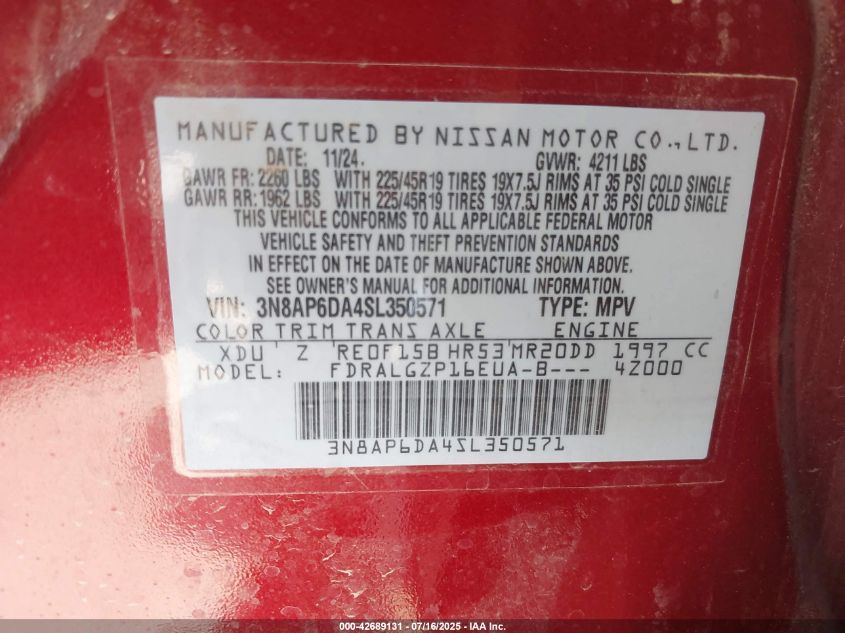 MANUFACTURED BY NISSAN MOTOR CO.,LTD.
DATE: 11/24. GVWR: 4211 LBS
GAWR FR: 2260 LBS WITH 225/45R19 TIRES 19X7.5J RIMS AT 35 PSI COLD SINGLE
GAWR RR: 1962 LBS WITH 225/45R19 TIRES 19X7.5J RIMS AT 35 PSI COLD SINGLE
THIS VEHICLE CONFORMS TO ALL APPLICABLE FEDERAL MOTOR
VEHICLE SAFETY AND THEFT PREVENTION STANDARDS
IN EFFECT ON THE DATE OF MANUFACTURE SHOWN ABOVE.
SEE OWNER'S MANUAL FOR ADDITIONAL INFORMATION
VIN: 3N8AP6DA4SL350571 TYPE: MPV
COLOR TRIM TRANS AXLE ENGINE
XDU Z RE0F15B HR53 MR20DD 1997 CC
MODEL: FDRALGZP16EUA-B--- 4Z000
3N8AP6DA4SL350571
000-42689131 - 07/16/2025 - IAA Inc.